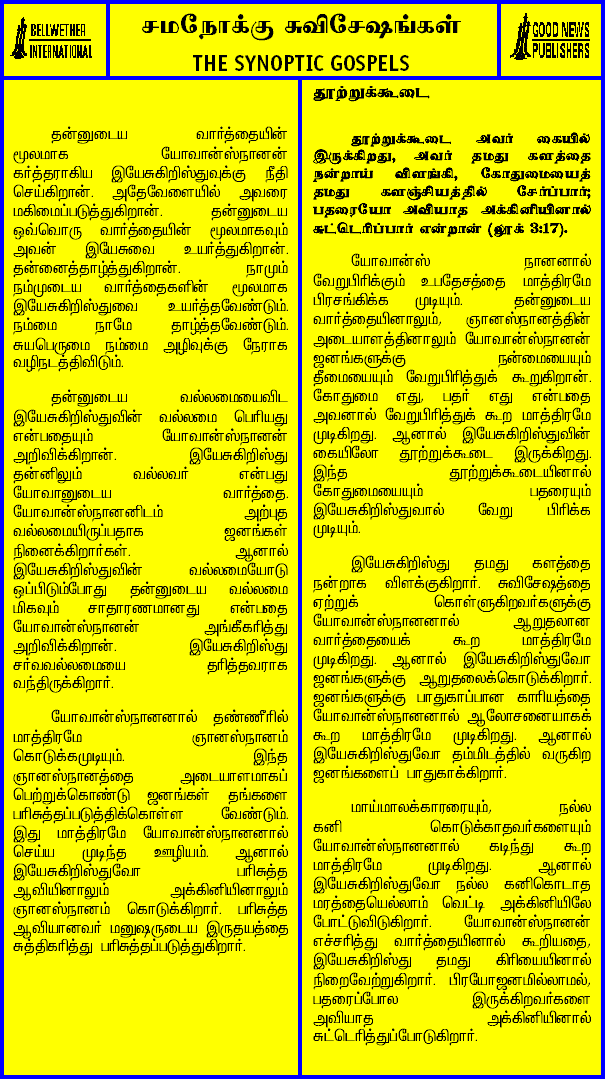 BELLWETHER
INTERNATIONAL
சமநோக்கு சுவிசேஷங்கள்
THE SYNOPTIC GOSPELS
GOOD NEWS
PUBLISHERS
தன்னுடைய வார்த்தையின்
மூலமாக யோவான்ஸ்நானன்
கர்த்தராகிய இயேசுகிறிஸ்துவுக்கு நீதி
செய்கிறான். அதேவேளையில் அவரை
மகிமைப்படுத்துகிறான். தன்னுடைய
ஒவ்வொரு வார்த்தையின் மூலமாகவும்
அவன் இயேசுவை உயர்த்துகிறான்.
தன்னைத்தாழ்த்துகிறான். நாமும்
நம்முடைய வார்த்தைகளின் மூலமாக
இயேசுகிறிஸ்துவை உயர்த்தவேண்டும்.
நம்மை நாமே தாழ்த்தவேண்டும்.
சுயபெருமை நம்மை அழிவுக்கு நேராக
வழிநடத்திவிடும்.
தன்னுடைய வல்லமையைவிட
இயேசுகிறிஸ்துவின் வல்லமை பெரியது
என்பதையும் யோவான்ஸ்நானன்
அறிவிக்கிறான். இயேசுகிறிஸ்து
தன்னிலும் வல்லவர் என்பது
யோவானுடைய வார்த்தை.
யோவான்ஸ்நானனிடம் அற்புத
வல்லமையிருப்பதாக ஜனங்கள்
நினைக்கிறார்கள். ஆனால்
இயேசுகிறிஸ்துவின் வல்லமையோடு
ஒப்பிடும்போது தன்னுடைய வல்லமை
மிகவும் சாதாரணமானது என்பதை
யோவான்ஸ்நானன் அங்கீகரித்து
அறிவிக்கிறான். இயேசுகிறிஸ்து
சர்வவல்லமையை தரித்தவராக
வந்திருக்கிறார்.
யோவான்ஸ்நானனால் தண்ணீரில்
மாத்திரமே ஞானஸ்நானம்
கொடுக்கமுடியும். இந்த
ஞானஸ்நானத்தை அடையாளமாகப்
பெற்றுக்கொண்டு ஜனங்கள் தங்களை
பரிசுத்தப்படுத்திக்கொள்ள வேண்டும்.
இது மாத்திரமே யோவான்ஸ்நானனால்
செய்ய முடிந்த ஊழியம். ஆனால்
இயேசுகிறிஸ்துவோ பரிசுத்த
ஆவியினாலும் அக்கினியினாலும்
ஞானஸ்நானம் கொடுக்கிறார். பரிசுத்த
ஆவியானவர் மனுஷருடைய இருதயத்தை
சுத்திகரித்து பரிசுத்தப்படுத்துகிறார்.
தூற்றுக்கூடை
தூற்றுக்கூடை அவர் கையில்
இருக்கிறது, அவர் தமது களத்தை
நன்றாய் விளங்கி, கோதுமையைத்
தமது களஞ்சியத்தில் சேர்ப்பார்;
பதரையோ அவியாத அக்கினியினால்
சுட்டெரிப்பார் என்றான் (லூக் 3:17).
யோவான்ஸ் நானனால்
வேறுபிரிக்கும் உபதேசத்தை மாத்திரமே
பிரசங்கிக்க முடியும். தன்னுடைய
வார்த்தையினாலும், ஞானஸ்நானத்தின்
அடையாளத்தினாலும் யோவான்ஸ்நானன்
ஜனங்களுக்கு நன்மையையும்
தீமையையும் வேறுபிரித்துக் கூறுகிறான்.
கோதுமை எது, பதர் எது என்பதை
அவனால் வேறுபிரித்துக் கூற மாத்திரமே
முடிகிறது. ஆனால் இயேசுகிறிஸ்துவின்
கையிலோ தூற்றுக்கூடை இருக்கிறது.
இந்த தூற்றுக்கூடையினால்
கோதுமையையும் பதரையும்
இயேசுகிறிஸ்துவால் வேறு பிரிக்க
முடியும்.
இயேசுகிறிஸ்து தமது களத்தை
நன்றாக விளக்குகிறார். சுவிசேஷத்தை
ஏற்றுக் கொள்ளுகிறவர்களுக்கு
யோவான்ஸ்நானனால் ஆறுதலான
வார்த்தையைக் கூற மாத்திரமே
முடிகிறது. ஆனால் இயேசுகிறிஸ்துவோ
ஜனங்களுக்கு ஆறுதலைக்கொடுக்கிறார்.
ஜனங்களுக்கு பாதுகாப்பான காரியத்தை
யோவான்ஸ்நானனால் ஆலோசனையாகக்
கூற மாத்திரமே முடிகிறது. ஆனால்
இயேசுகிறிஸ்துவோ தம்மிடத்தில் வருகிற
ஜனங்களைப் பாதுகாக்கிறார்.
மாய்மாலக்காரரையும், நல்ல
கனி கொடுக்காதவர்களையும்
யோவான்ஸ்நானனால் கடிந்து கூற
மாத்திரமே முடிகிறது. ஆனால்
இயேசுகிறிஸ்துவோ நல்ல கனிகொடாத
மரத்தையெல்லாம் வெட்டி அக்கினியிலே
போட்டுவிடுகிறார். யோவான்ஸ்நானன்
எச்சரித்து வார்த்தையினால் கூறியதை,
இயேசுகிறிஸ்து தமது கிரியையினால்
நிறைவேற்றுகிறார். பிரயோஜனமில்லாமல்,
பதரைப்போல இருக்கிறவர்களை
அவியாத அக்கினியினால்
சுட்டெரித்துப்போடுகிறார்.